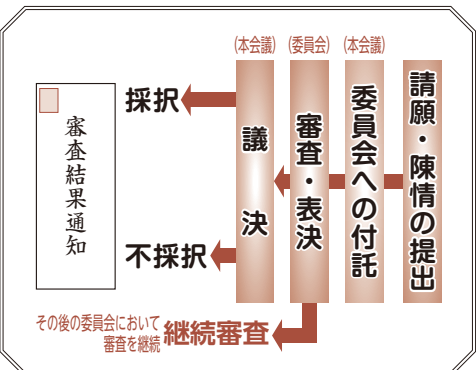 請願・陳情の提出
(本会議)
委員会への付託
(委員会)
審査・表決
(本会議)
議決
採択
不採択
継続審査
その後の委員会において
審査を継続
審査結果通知